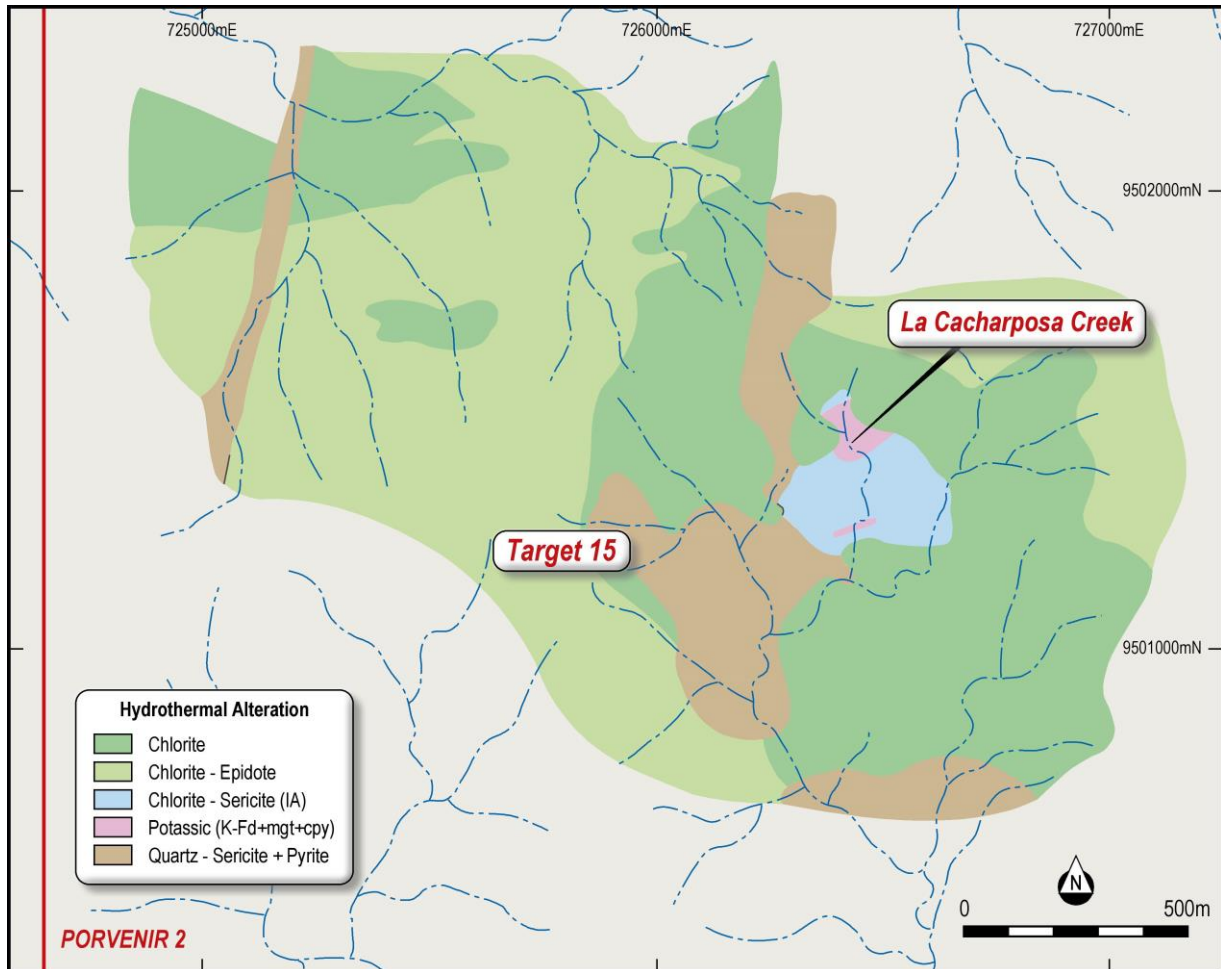 725000mE
726000mE
727000mE
9502000mN
La Cacharposa Creek
Target 15
9501000mN
Hydrothermal Alteration
Chlorite
Chlorite - Epidote
Chlorite - Sericite (IA)
Potassic (K-Fd+mgt+cpy)
Quartz - Sericite + Pyrite
N
0
500m
PORVENIR 2